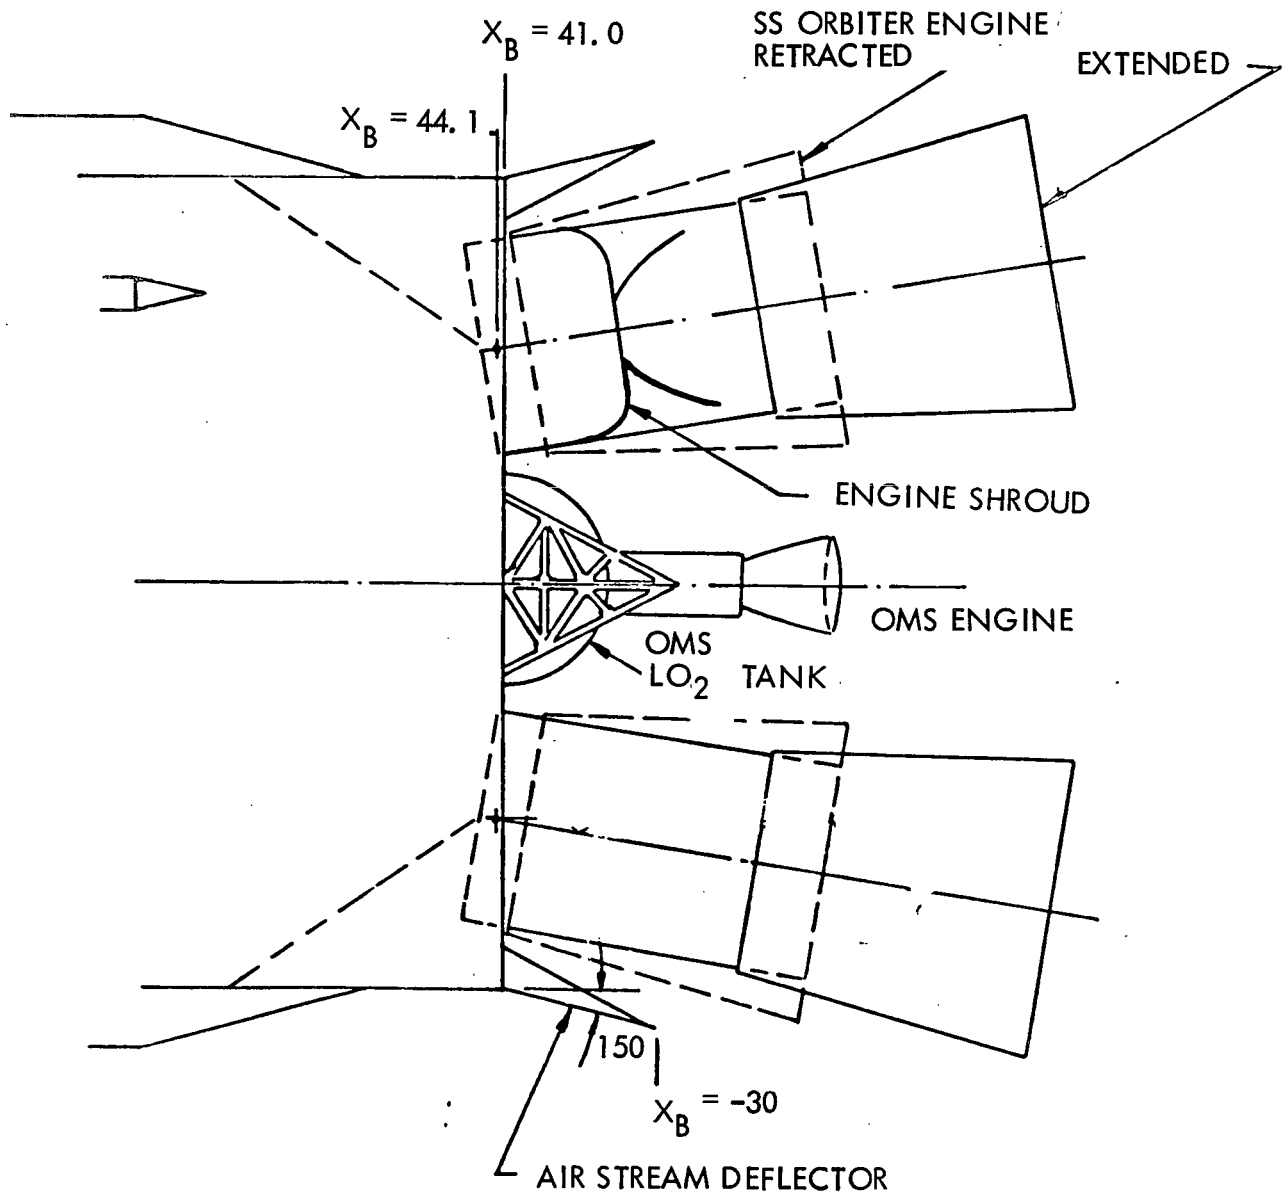 X_B = 41.0
SS ORBITER ENGINE
RETRACTED
EXTENDED
X_B = 44.1
ENGINE SHROUD
OMS ENGINE
OMS
LO₂ TANK
150
X_B = -30
AIR STREAM DEFLECTOR